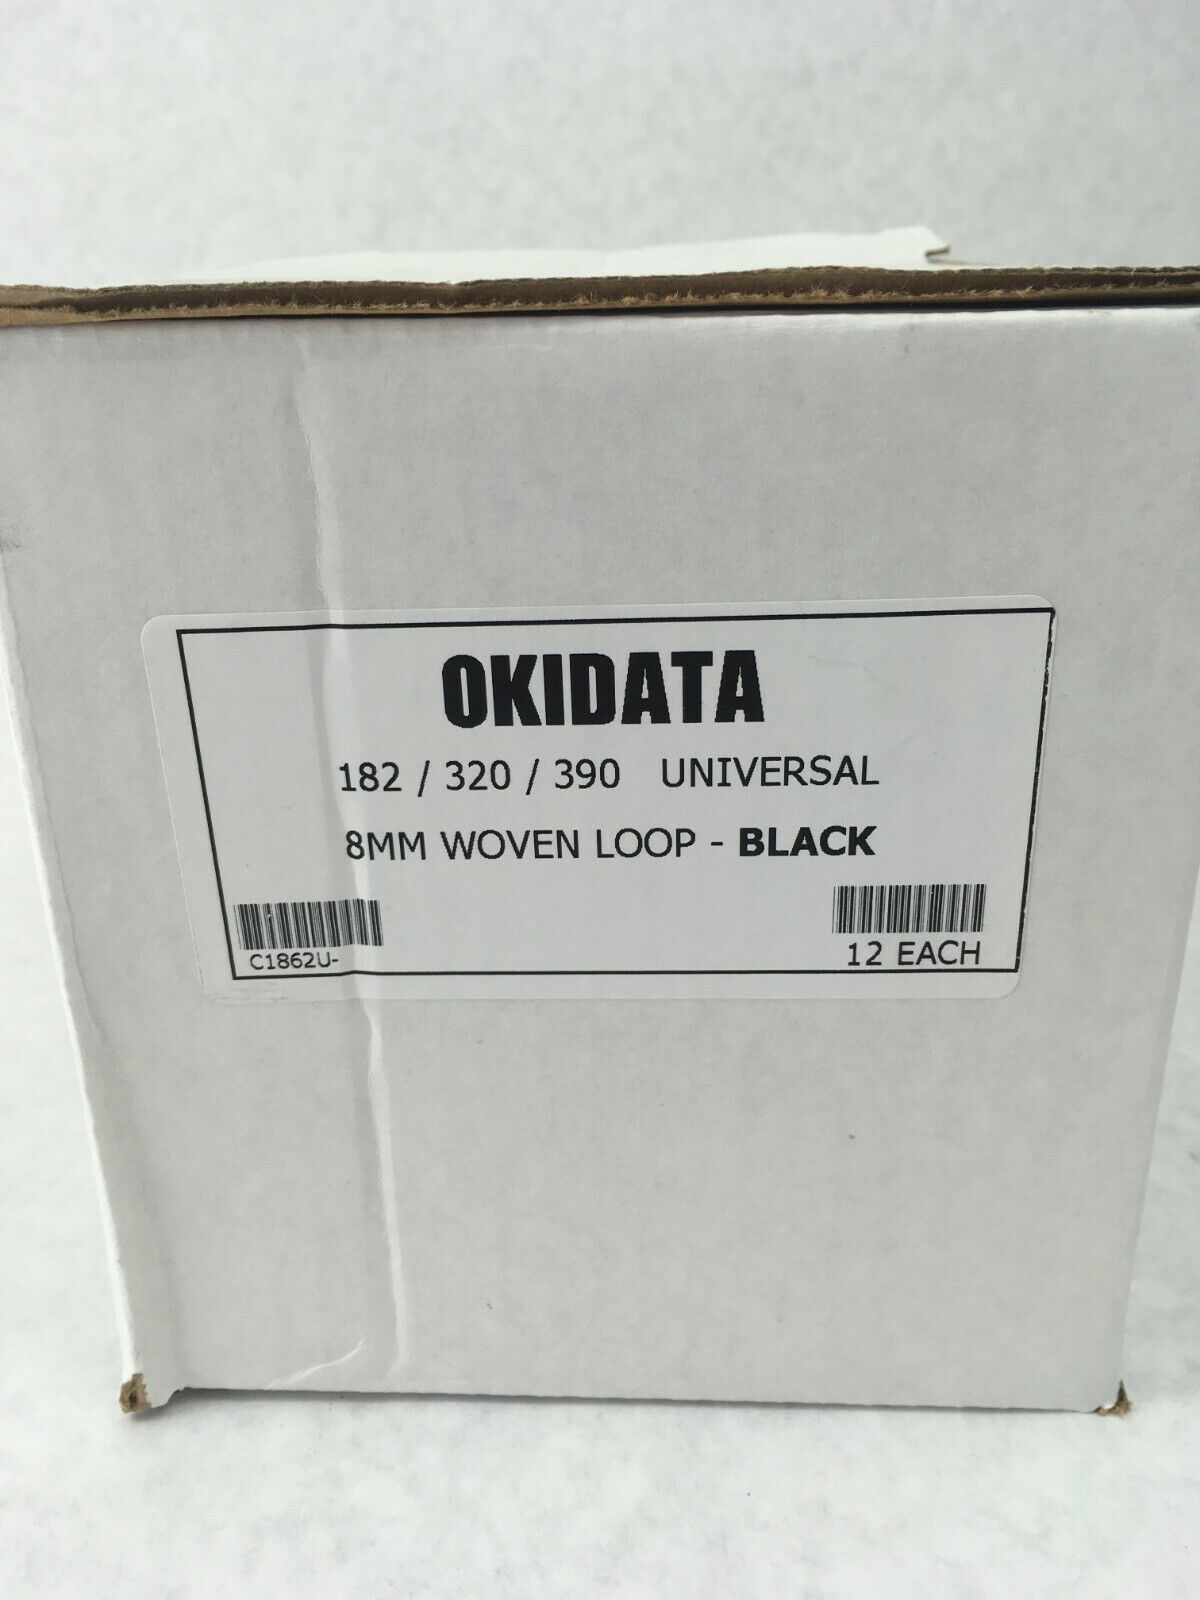 OKIDATA
182 / 320 / 390 UNIVERSAL
8MM WOVEN LOOP - BLACK
C1862U-
12 EACH